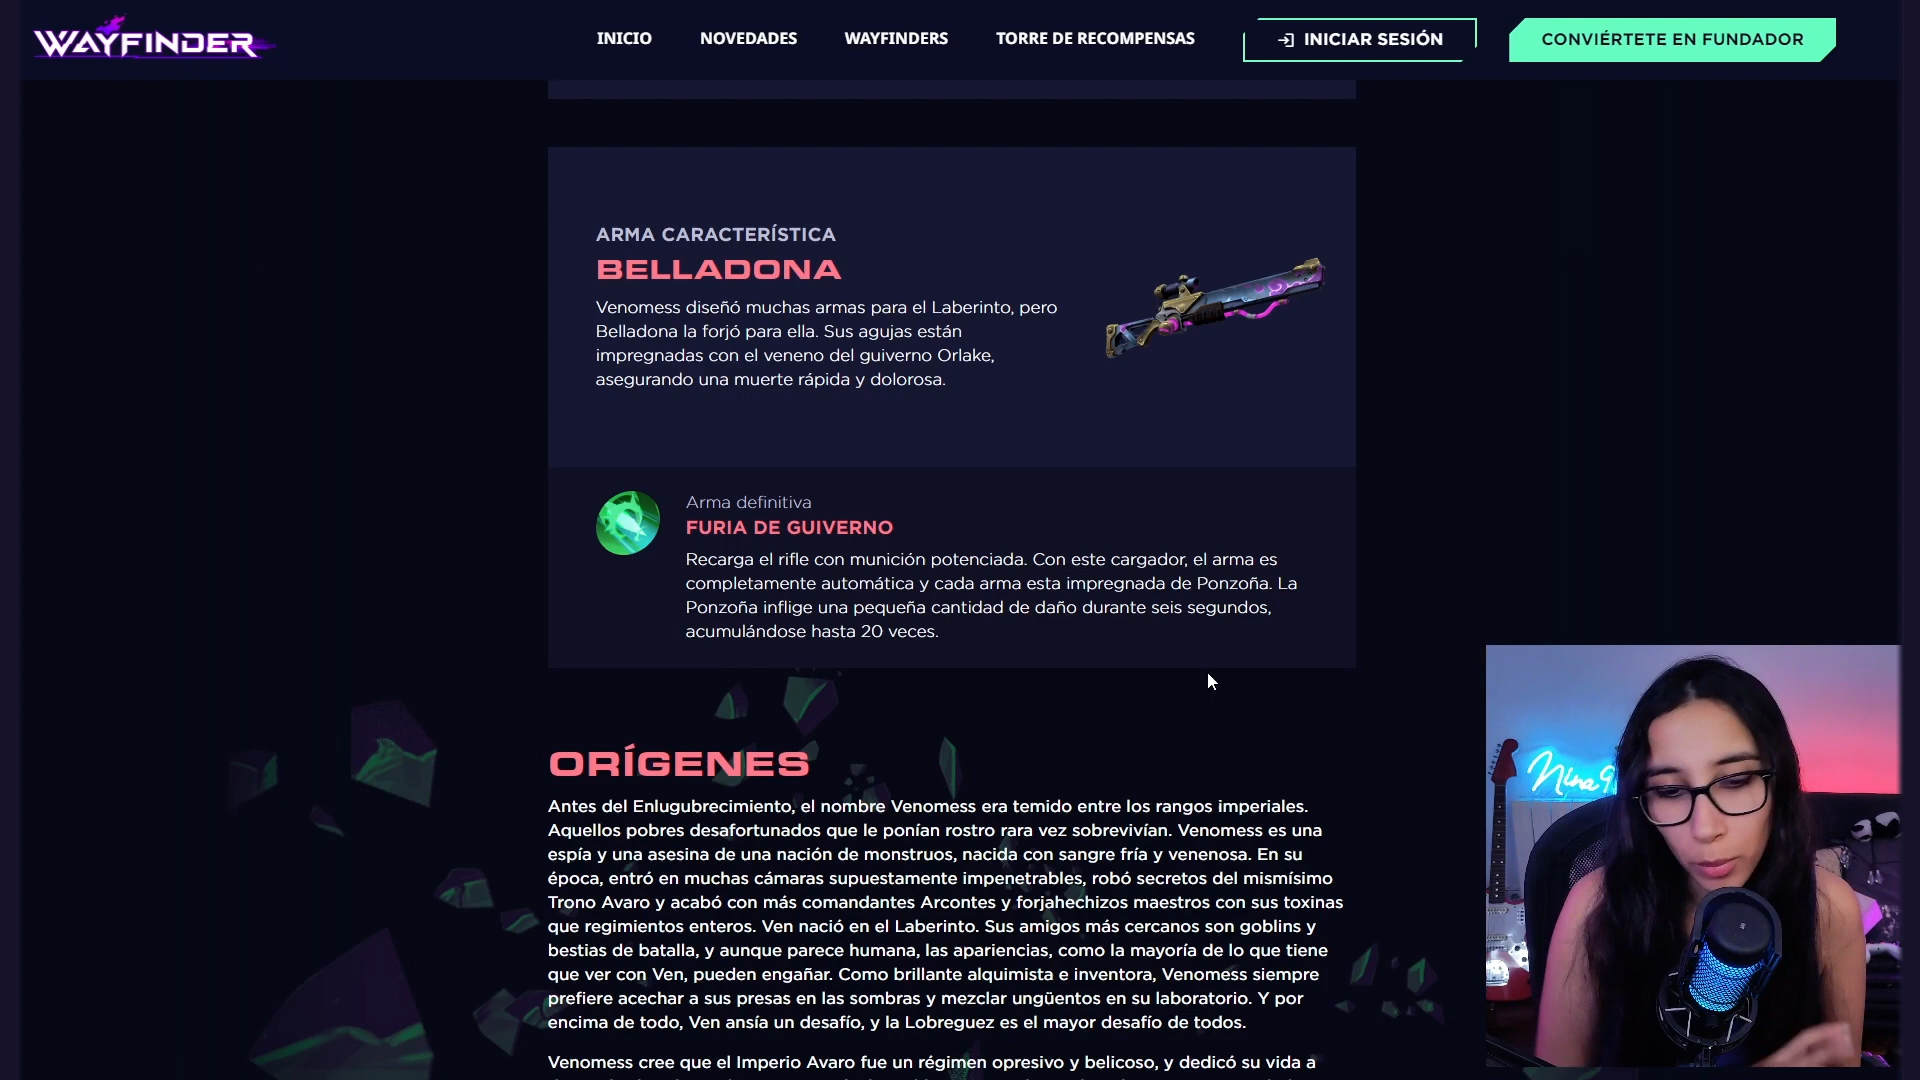 WAYFINDER
INICIO
NOVEDADES
WAYFINDERS
TORRE DE RECOMPENSAS
INICIAR SESIÓN
CONVIÉRTETE EN FUNDADOR
ARMA CARACTERÍSTICA
BELLADONA
Venomess diseñó muchas armas para el Laberinto, pero
Belladona la forjó para ella. Sus agujas están
impregnadas con el veneno del guiverno Orlake,
asegurando una muerte rápida y dolorosa.
Arma definitiva
FURIA DE GUIVERNO
Recarga el rifle con munición potenciada. Con este cargador, el arma es
completamente automática y cada arma esta impregnada de Ponzoña. La
Ponzoña inflige una pequeña cantidad de daño durante seis segundos,
acumulándose hasta 20 veces.
ORÍGENES
Antes del Enlugubrecimiento, el nombre Venomess era temido entre los rangos imperiales.
Aquellos pobres desafortunados que le ponían rostro rara vez sobrevivían. Venomess es una
espía y una asesina de una nación de monstruos, nacida con sangre fría y venenosa. En su
época, entró en muchas cámaras supuestamente impenetrables, robó secretos del mismísimo
Trono Avaro y acabó con más comandantes Arcontes y forjahechizos maestros con sus toxinas
que regimientos enteros. Ven nació en el Laberinto. Sus amigos más cercanos son goblins y
bestias de batalla, y aunque parece humana, las apariencias, como la mayoría de lo que tiene
que ver con Ven, pueden engañar. Como brillante alquimista e inventora, Venomess siempre
prefiere acechar a sus presas en las sombras y mezclar ungüentos en su laboratorio. Y por
encima de todo, Ven ansía un desafío, y la Lobreguez es el mayor desafío de todos.
Venomess cree que el Imperio Avaro fue un régimen opresivo y belicoso, y dedicó su vida a
Nina9